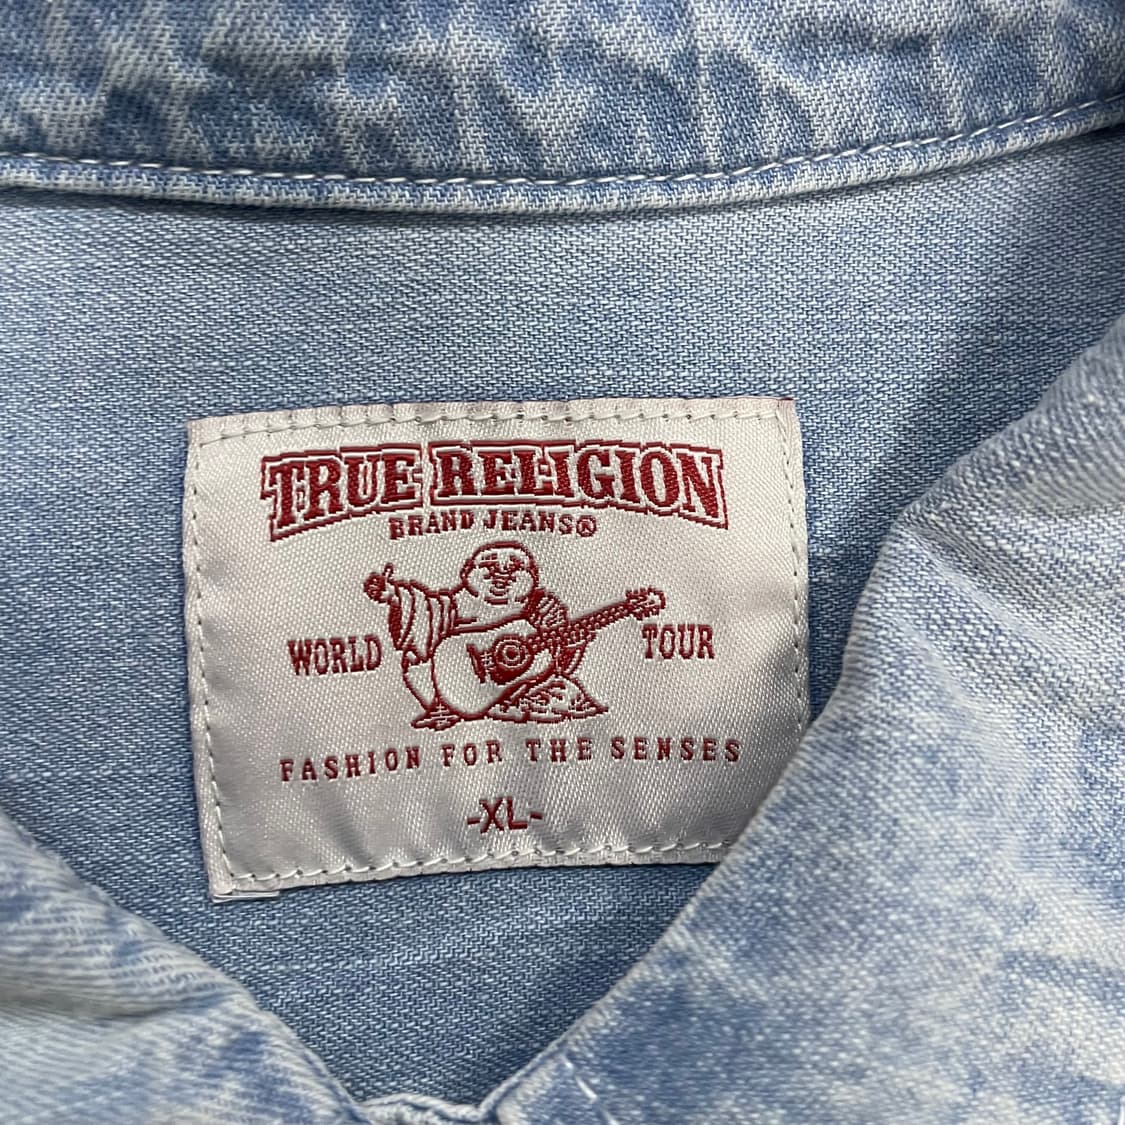 TRUE RELIGION
BRAND JEANS®
WORLD TOUR
FASHION FOR THE SENSES
-XL-